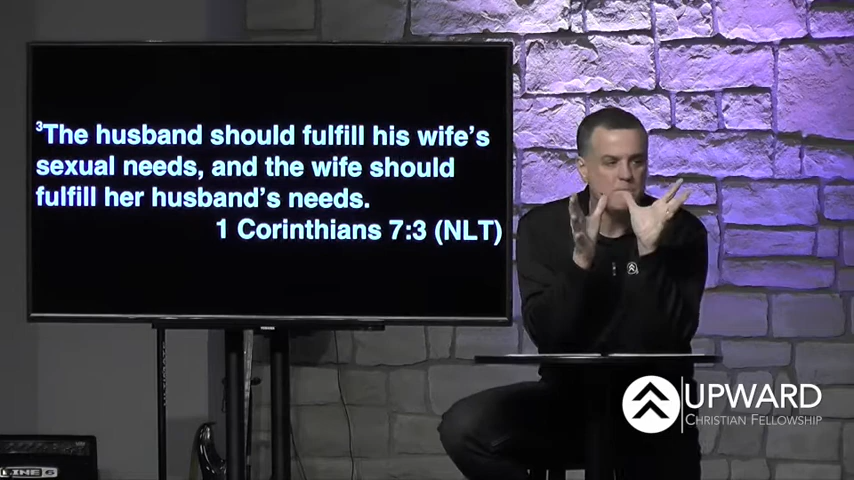 ³The husband should fulfill his wife's
sexual needs, and the wife should
fulfill her husband's needs.
1 Corinthians 7:3 (NLT)
UPWARD
CHRISTIAN FELLOWSHIP
LINE 6